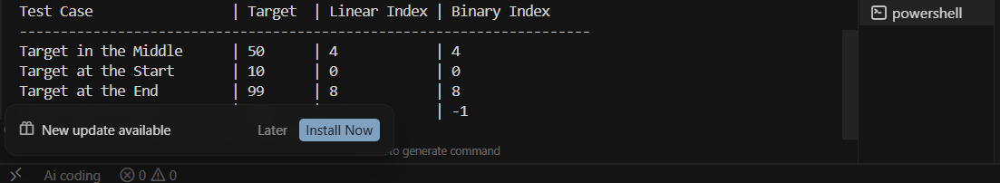 Test Case | Target | Linear Index | Binary Index
----------------------------------------------------------------------
Target in the Middle | 50 | 4 | 4
Target at the Start | 10 | 0 | 0
Target at the End | 99 | 8 | 8
| -1
powershell
New update available Later Install Now
to generate command
Ai coding 0 0